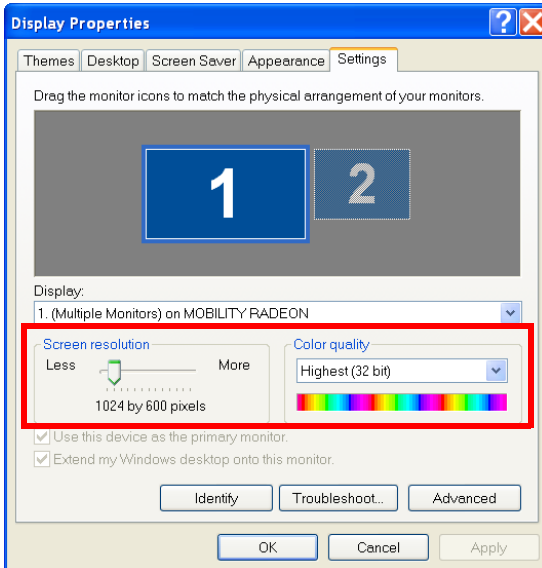 Display Properties
Themes Desktop Screen Saver Appearance Settings
Drag the monitor icons to match the physical arrangement of your monitors.
1 2
Display:
1. (Multiple Monitors) on MOBILITY RADEON
Screen resolution Color quality
Less More Highest (32 bit)
1024 by 600 pixels
Use this device as the primary monitor.
Extend my Windows desktop onto this monitor.
Identify Troubleshoot... Advanced
OK Cancel Apply